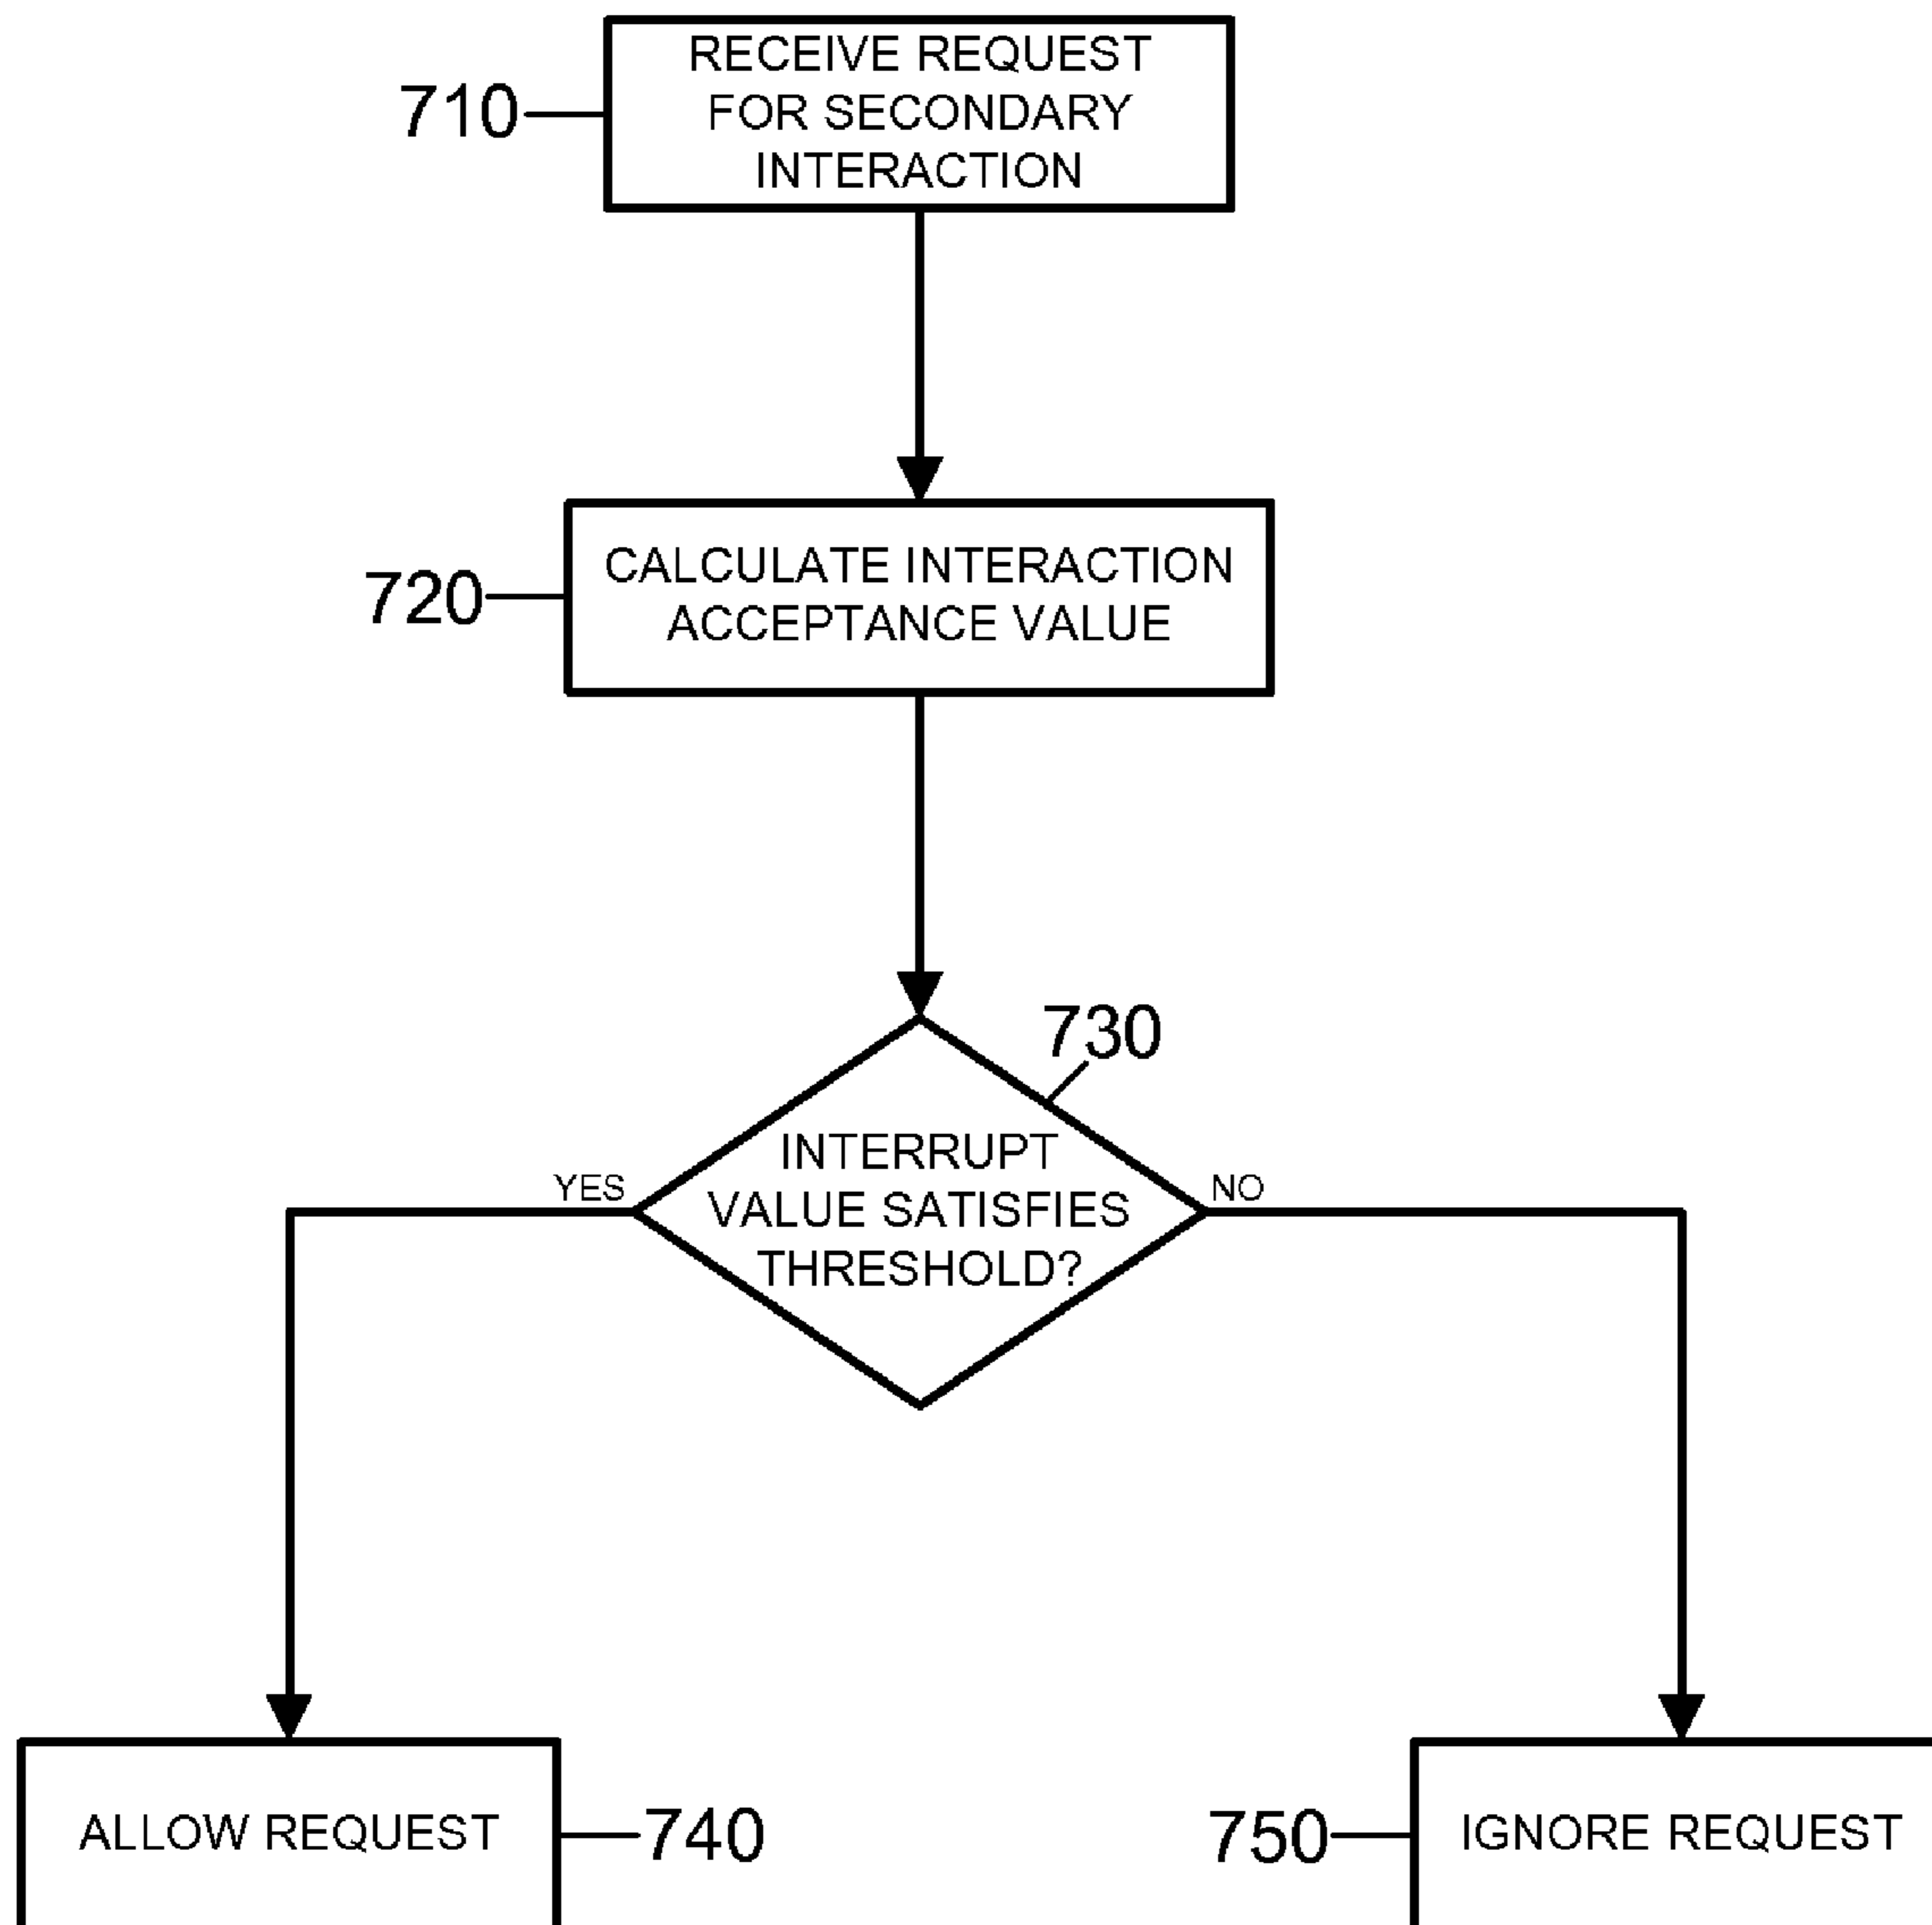 RECEIVE REQUEST
FOR SECONDARY
INTERACTION
710
CALCULATE INTERACTION
ACCEPTANCE VALUE
720
730
INTERRUPT
VALUE SATISFIES
THRESHOLD?
YES
NO
ALLOW REQUEST
740
750
IGNORE REQUEST